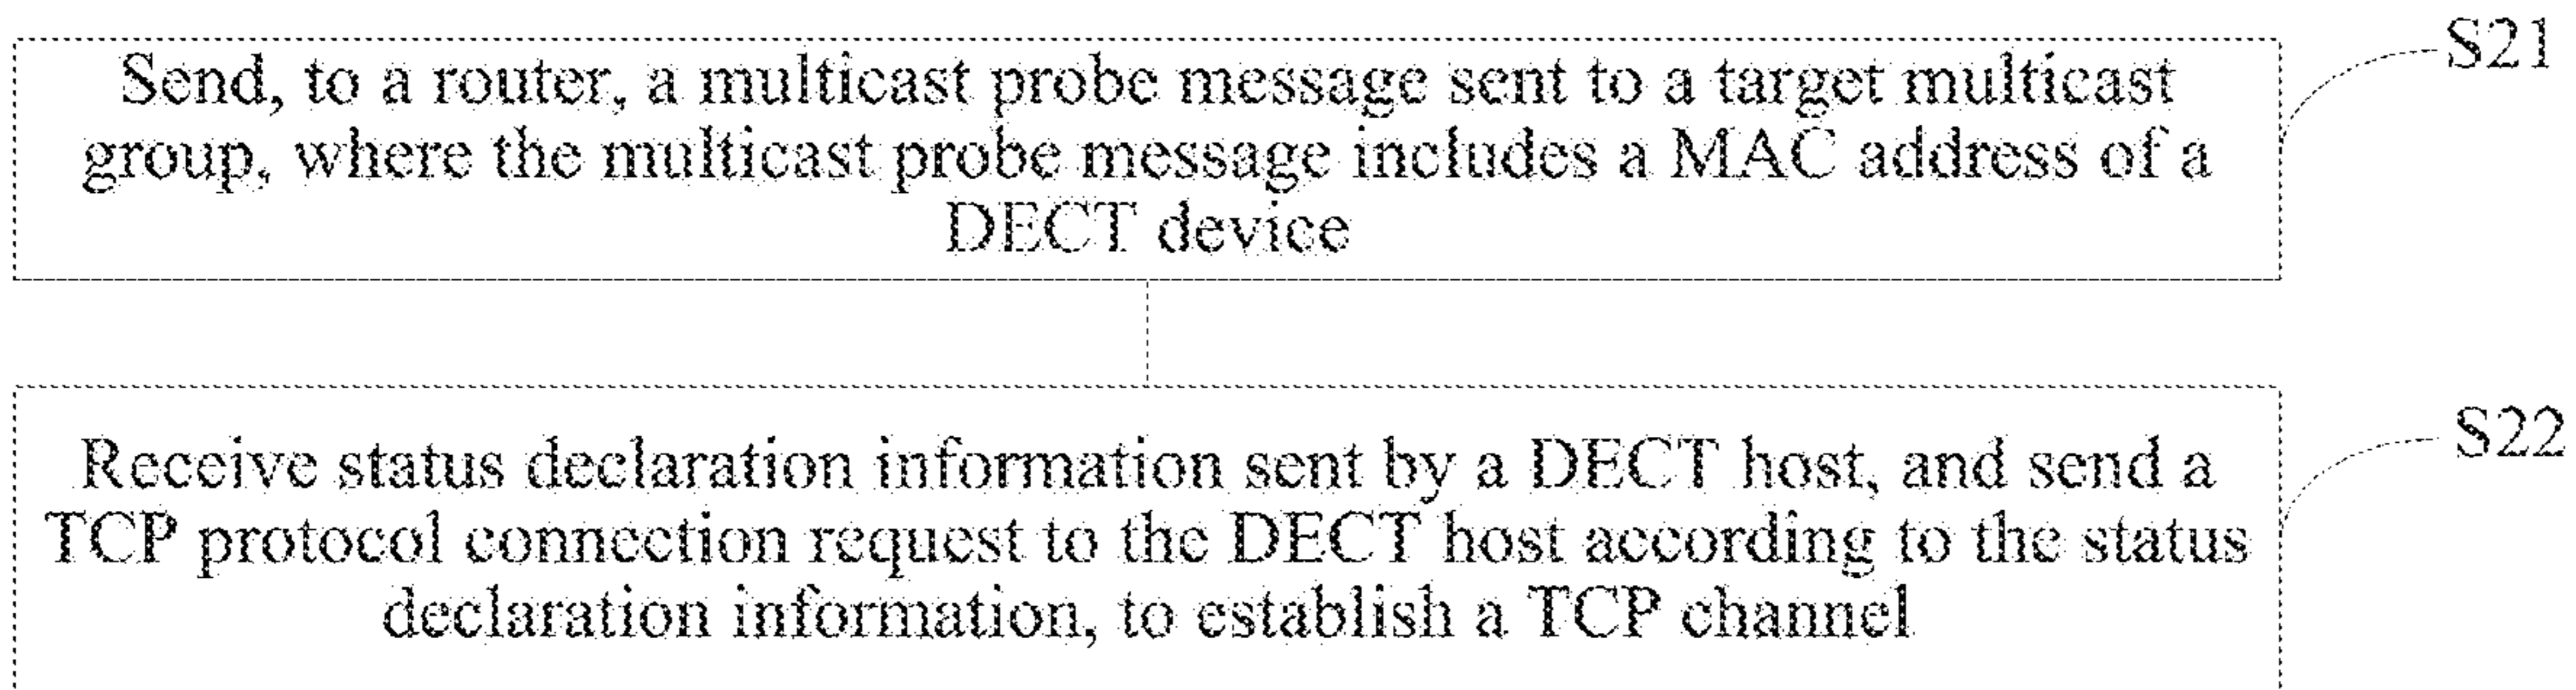 S21
Send, to a router, a multicast probe message sent to a target multicast
group, where the multicast probe message includes a MAC address of a
DECT device
S22
Receive status declaration information sent by a DECT host, and send a
TCP protocol connection request to the DECT host according to the status
declaration information, to establish a TCP channel